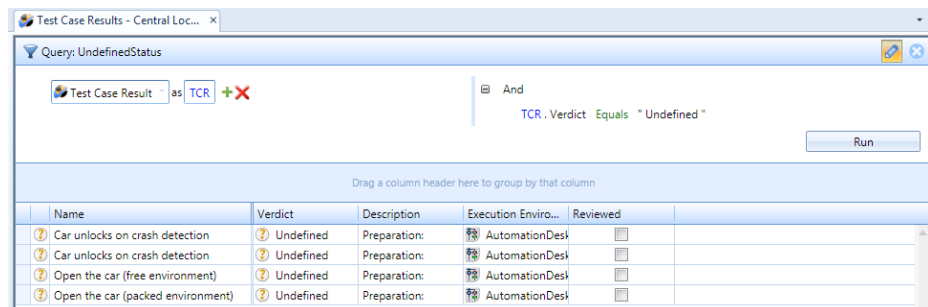 Test Case Results - Central Loc... ×
Query: UndefinedStatus
Test Case Result as TCR
And
TCR . Verdict Equals " Undefined "
Run
Drag a column header here to group by that column
Name Verdict Description Execution Enviro... Reviewed
Car unlocks on crash detection Undefined Preparation: AutomationDesk
Car unlocks on crash detection Undefined Preparation: AutomationDesk
Open the car (free environment) Undefined Preparation: AutomationDesk
Open the car (packed environment) Undefined Preparation: AutomationDesk